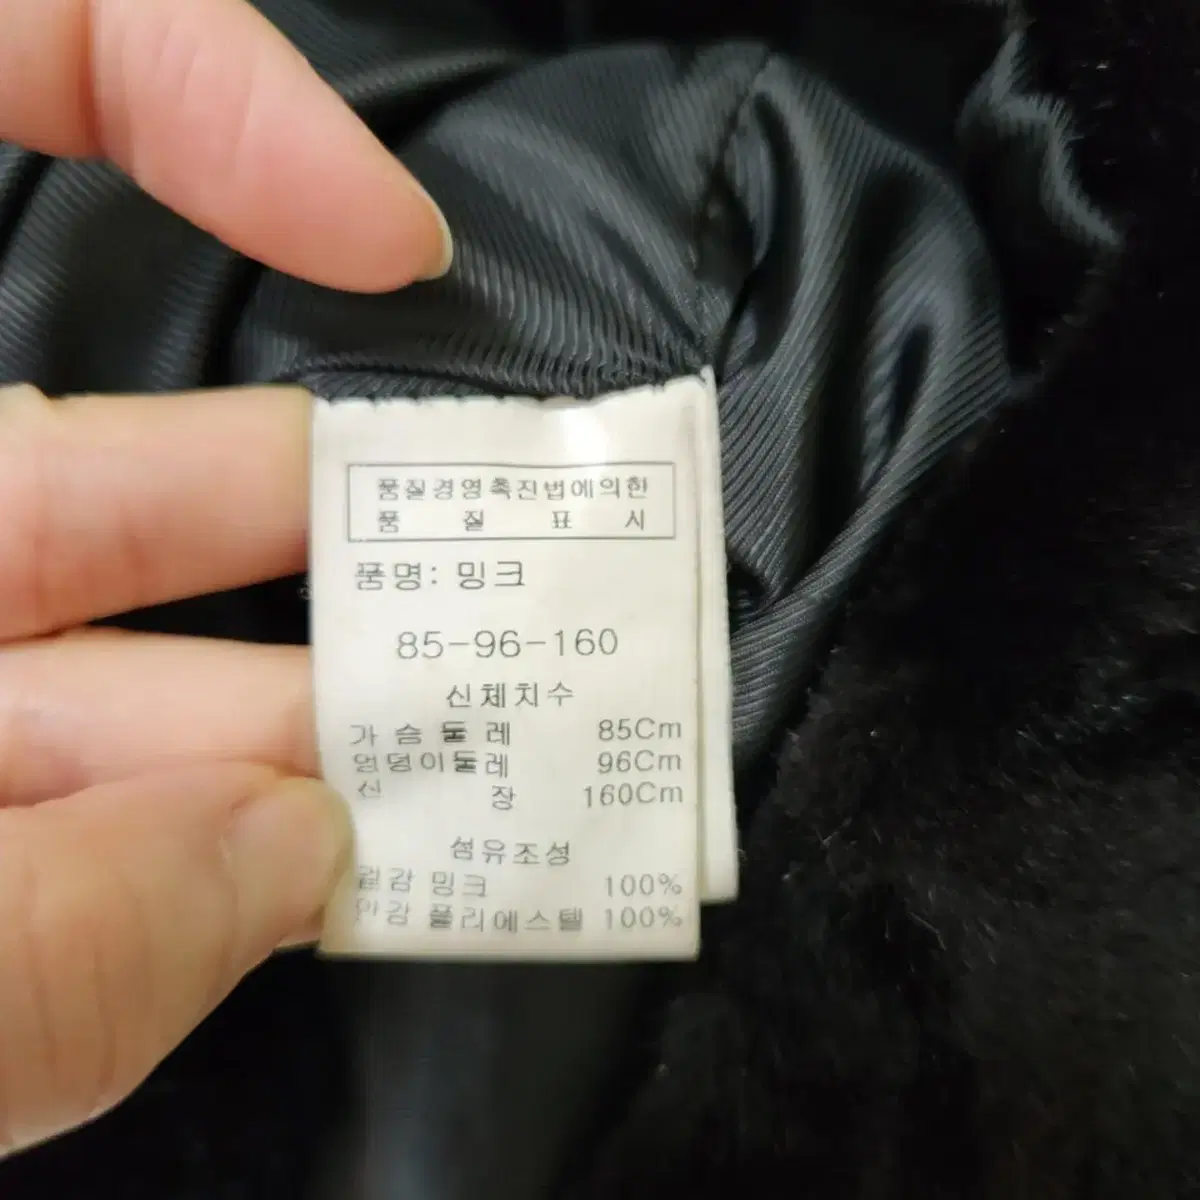 품질경영촉진법에의한
품 질 표 시
품명: 밍크
85-96-160
신체치수
가슴둘레 85Cm
엉덩이둘레 96Cm
신 장 160Cm
섬유조성
겉감 밍크 100%
안감 폴리에스텔 100%